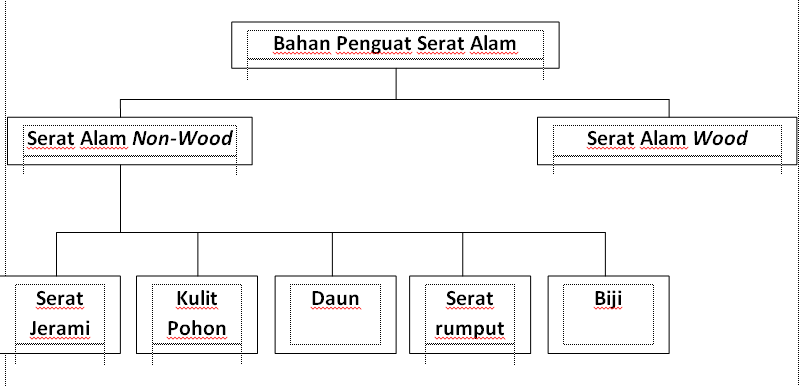 Bahan Penguat Serat Alam
Serat Alam Non-Wood
Serat Alam Wood
Serat
Jerami
Kulit
Pohon
Daun
Serat
rumput
Biji